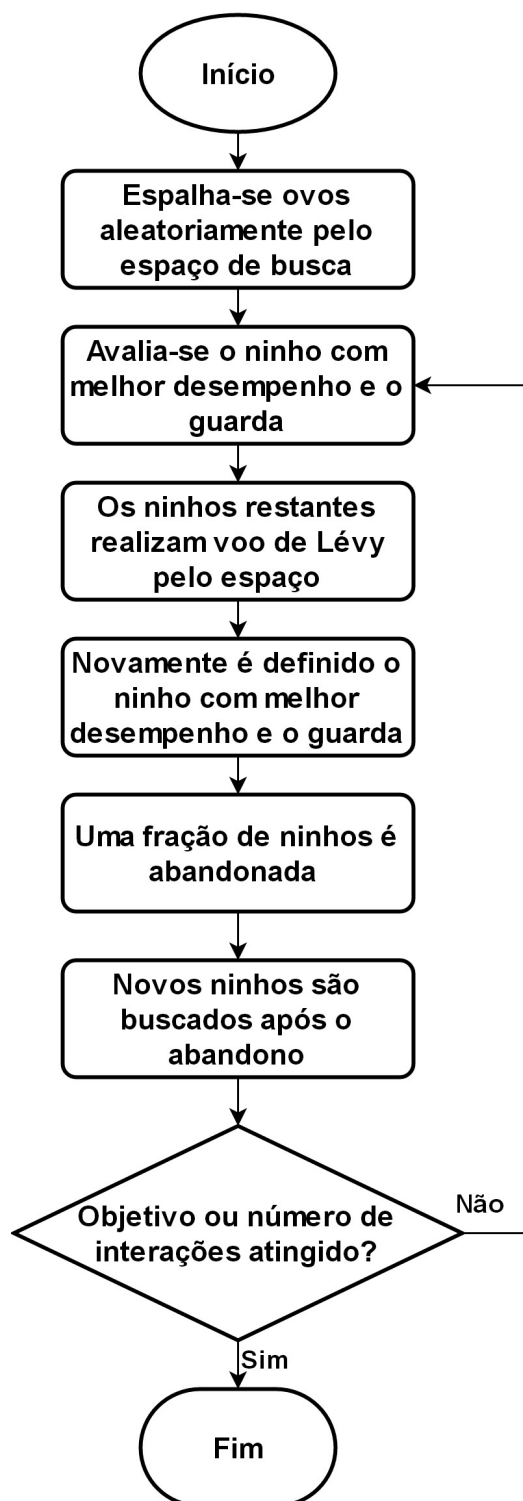 Início
Espalha-se ovos
aleatoriamente pelo
espaço de busca
Avalia-se o ninho com
melhor desempenho e o
guarda
Os ninhos restantes
realizam voo de Lévy
pelo espaço
Novamente é definido o
ninho com melhor
desempenho e o guarda
Uma fração de ninhos é
abandonada
Novos ninhos são
buscados após o
abandono
Objetivo ou número de
interações atingido?
Não
Sim
Fim